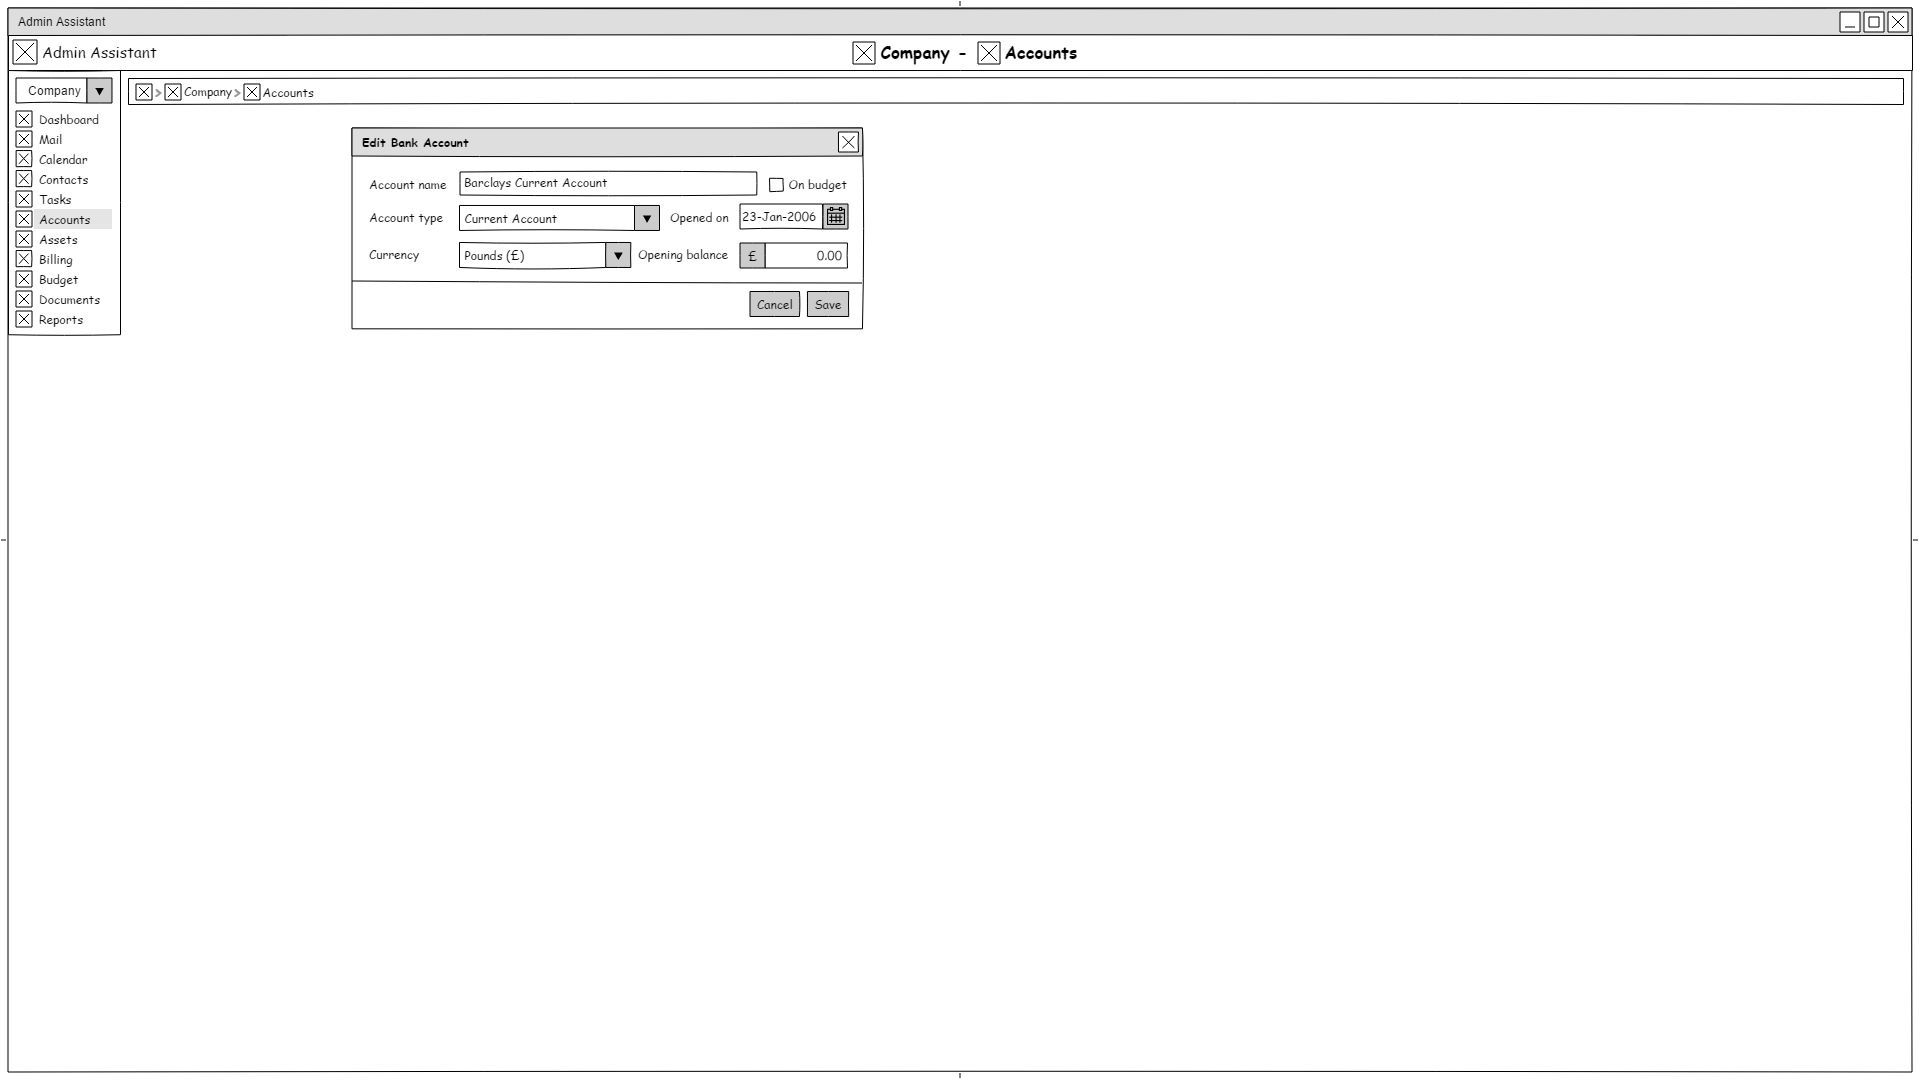 Admin Assistant
Admin Assistant
Company - Accounts
Company
> Company > Accounts
Dashboard
Mail
Calendar
Contacts
Tasks
Accounts
Assets
Billing
Budget
Documents
Reports
Edit Bank Account
Account name Barclays Current Account On budget
Account type Current Account Opened on 23-Jan-2006
Currency Pounds (£) Opening balance £ 0.00
Cancel Save